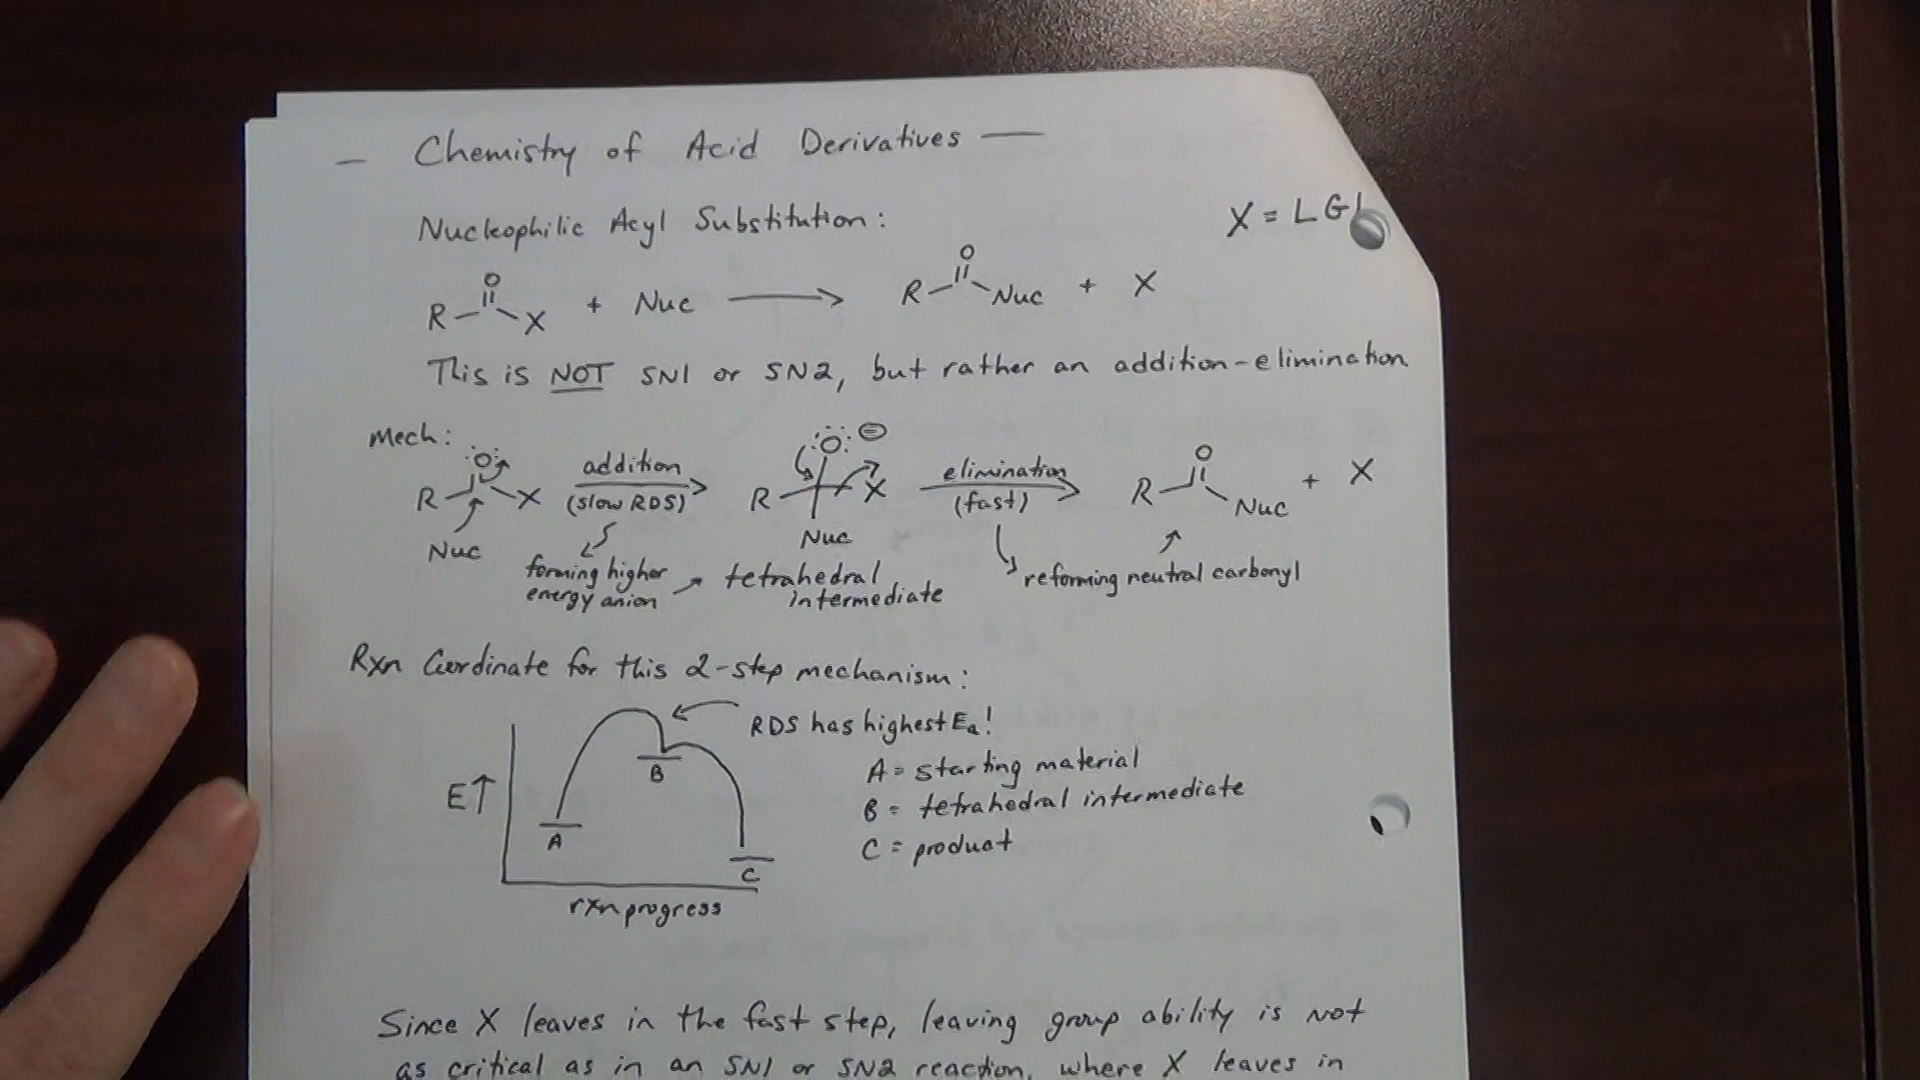 — Chemistry of Acid Derivatives —
Nucleophilic Acyl Substitution:
X = LG
R O X + Nuc → R O Nuc + X
This is NOT SN1 or SN2, but rather an addition-elimination
Mech:
R :O: X Nuc addition (slow RDS) → R :O: ⊖ X Nuc elimination (fast) → R O Nuc + X
forming higher energy anion → tetrahedral intermediate
reforming neutral carbonyl
Rxn Coordinate for this 2-step mechanism:
RDS has highest Ea!
E↑
A
B
C
rxn progress
A = starting material
B = tetrahedral intermediate
C = product
Since X leaves in the fast step, leaving group ability is not
as critical as in an SN1 or SN2 reaction, where X leaves in